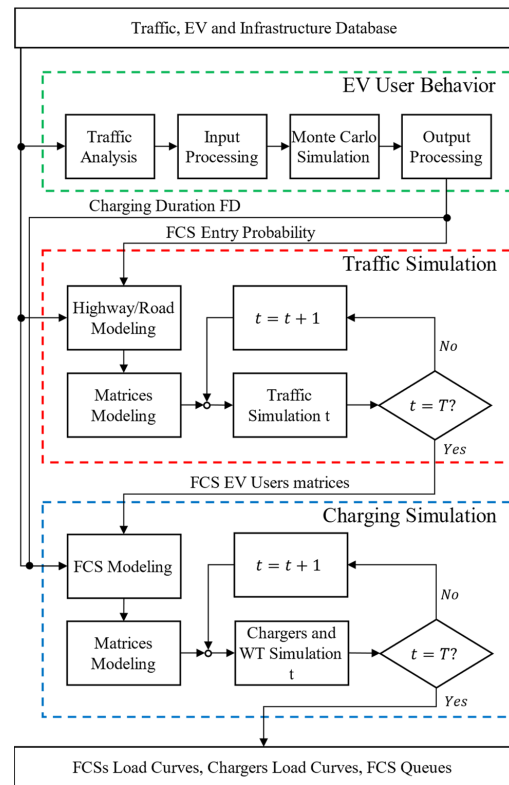 Traffic, EV and Infrastructure Database
EV User Behavior
Traffic
Analysis
Input
Processing
Monte Carlo
Simulation
Output
Processing
Charging Duration FD
FCS Entry Probability
Traffic Simulation
Highway/Road
Modeling
t = t + 1
No
Matrices
Modeling
Traffic
Simulation t
t = T?
Yes
FCS EV Users matrices
Charging Simulation
FCS Modeling
t = t + 1
No
Matrices
Modeling
Chargers and
WT Simulation
t
t = T?
Yes
FCSs Load Curves, Chargers Load Curves, FCS Queues